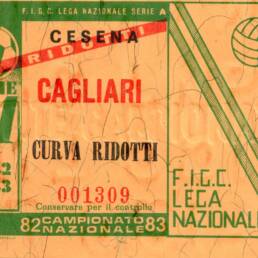 F.I.G.C. LEGA NAZIONALE SERIE A
CESENA
RIDOTTI
CAGLIARI
CURVA RIDOTTI
001309
Conservare per il controllo
82 CAMPIONATO NAZIONALE 83
F.I.G.C.
LEGA
NAZIONALE